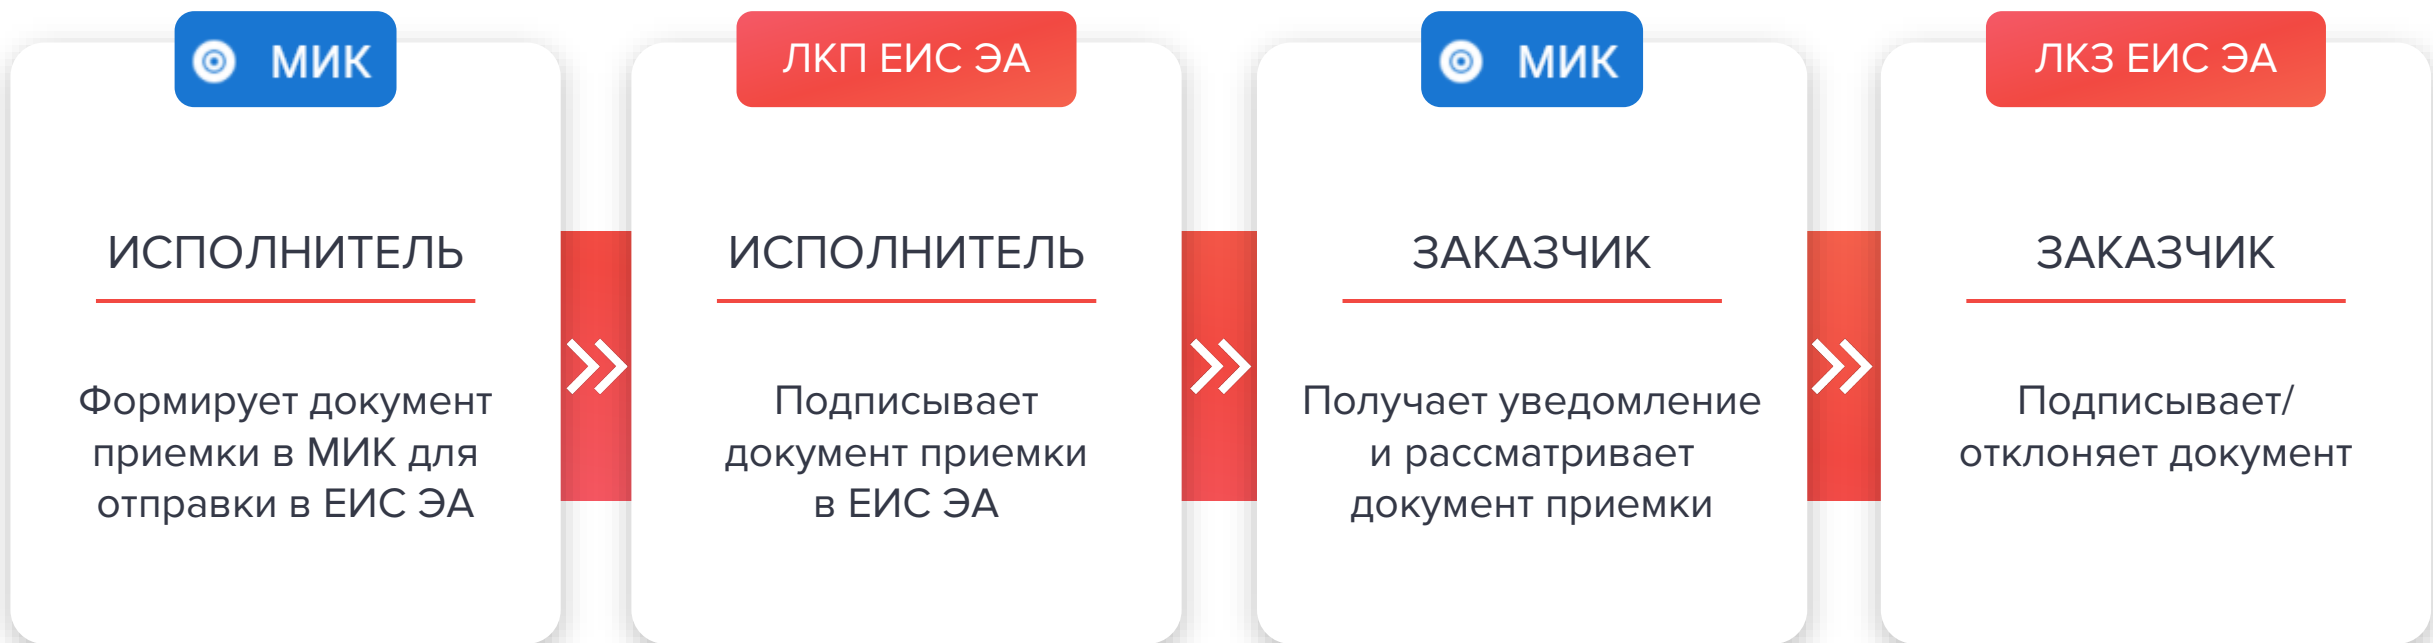 МИК
ИСПОЛНИТЕЛЬ
Формирует документ
приемки в МИК для
отправки в ЕИС ЭА
ЛКП ЕИС ЭА
ИСПОЛНИТЕЛЬ
Подписывает
документ приемки
в ЕИС ЭА
МИК
ЗАКАЗЧИК
Получает уведомление
и рассматривает
документ приемки
ЛКЗ ЕИС ЭА
ЗАКАЗЧИК
Подписывает/
отклоняет документ